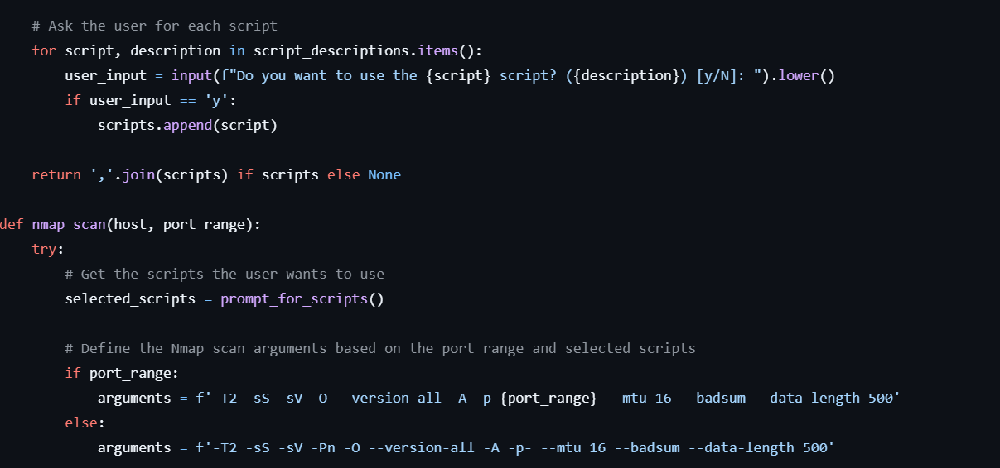 # Ask the user for each script
for script, description in script_descriptions.items():
user_input = input(f"Do you want to use the {script} script? ({description}) [y/N]: ").lower()
if user_input == 'y':
scripts.append(script)
return ','.join(scripts) if scripts else None
def nmap_scan(host, port_range):
try:
# Get the scripts the user wants to use
selected_scripts = prompt_for_scripts()
# Define the Nmap scan arguments based on the port range and selected scripts
if port_range:
arguments = f'-T2 -sS -sV -O --version-all -A -p {port_range} --mtu 16 --badsum --data-length 500'
else:
arguments = f'-T2 -sS -sV -Pn -O --version-all -A -p- --mtu 16 --badsum --data-length 500'